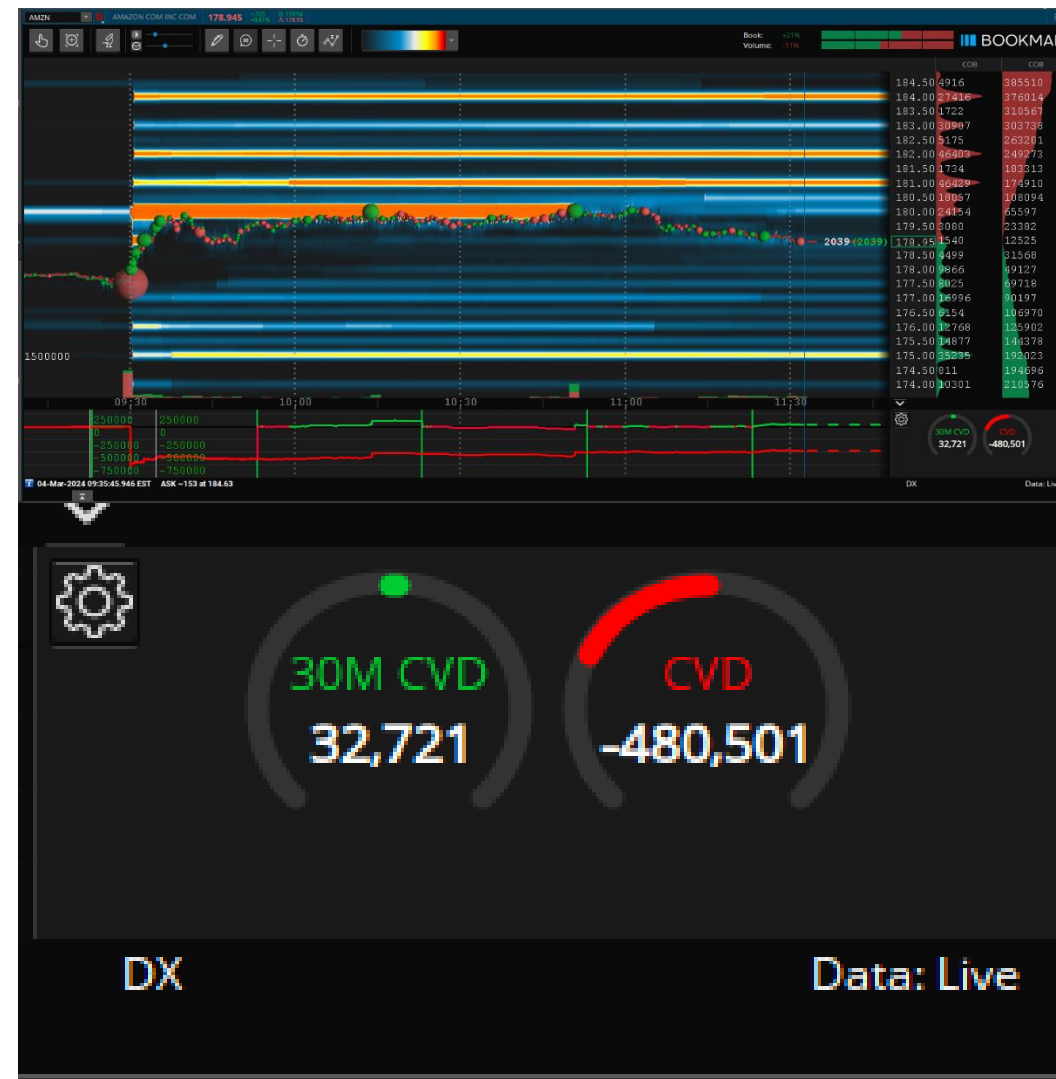 AMZN AMAZON COM INC COM 178.945
Book: +21%
Volume: -11%
BOOKMA
COB COB
184.50 4916 385510
184.00 27416 376014
183.50 1722 310567
183.00 30907 303738
182.50 5175 263201
182.00 46403 249273
181.50 1734 183313
181.00 46429 174910
180.50 18057 108094
180.00 24154 65597
179.50 3080 23382
2039 (2039) 178.95 1540 12525
178.50 4499 31568
178.00 9866 49127
177.50 8025 69718
177.00 16996 90197
176.50 6154 106970
176.00 12768 125902
175.50 14877 144378
1500000 175.00 35235 192023
174.50 811 194696
174.00 10301 210576
09:30 10:00 10:30 11:00 11:30
250000 250000
0 0
-250000 -250000
-500000 -500000
-750000 -750000
30M CVD CVD
32,721 -480,501
04-Mar-2024 09:35:45.946 EST ASK ~153 at 184.63 DX Data: Liv
30M CVD CVD
32,721 -480,501
DX Data: Live